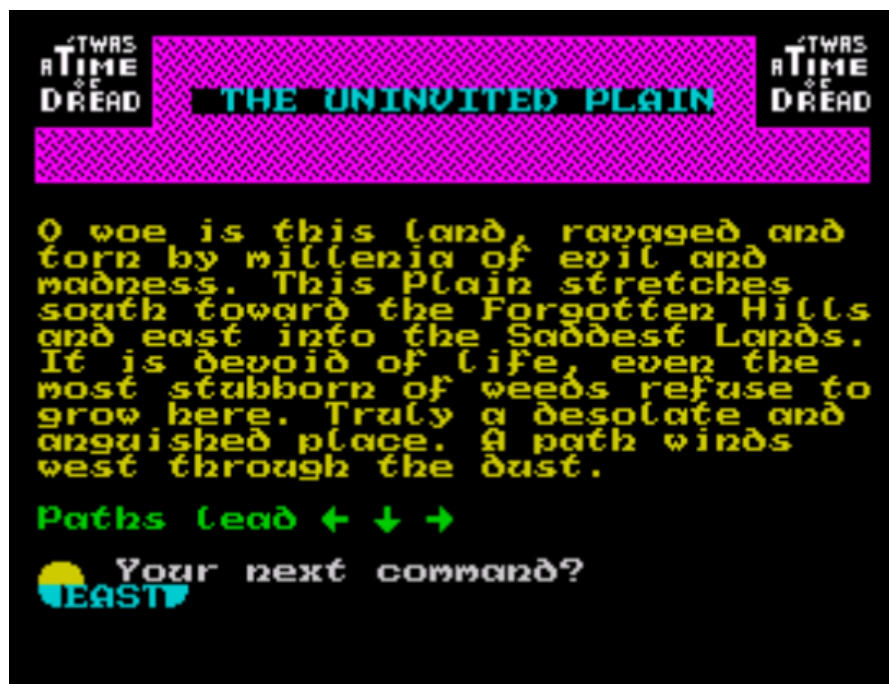 'TWAS
A TIME
OF
DREAD
THE UNINVITED PLAIN
'TWAS
A TIME
OF
DREAD
O woe is this land, ravaged and
torn by millenia of evil and
madness. This Plain stretches
south toward the Forgotten Hills
and east into the Saddest Lands.
It is devoid of life, even the
most stubborn of weeds refuse to
grow here. Truly a desolate and
anguished place. A path winds
west through the dust.
Paths lead ← ↓ →
Your next command?
EAST